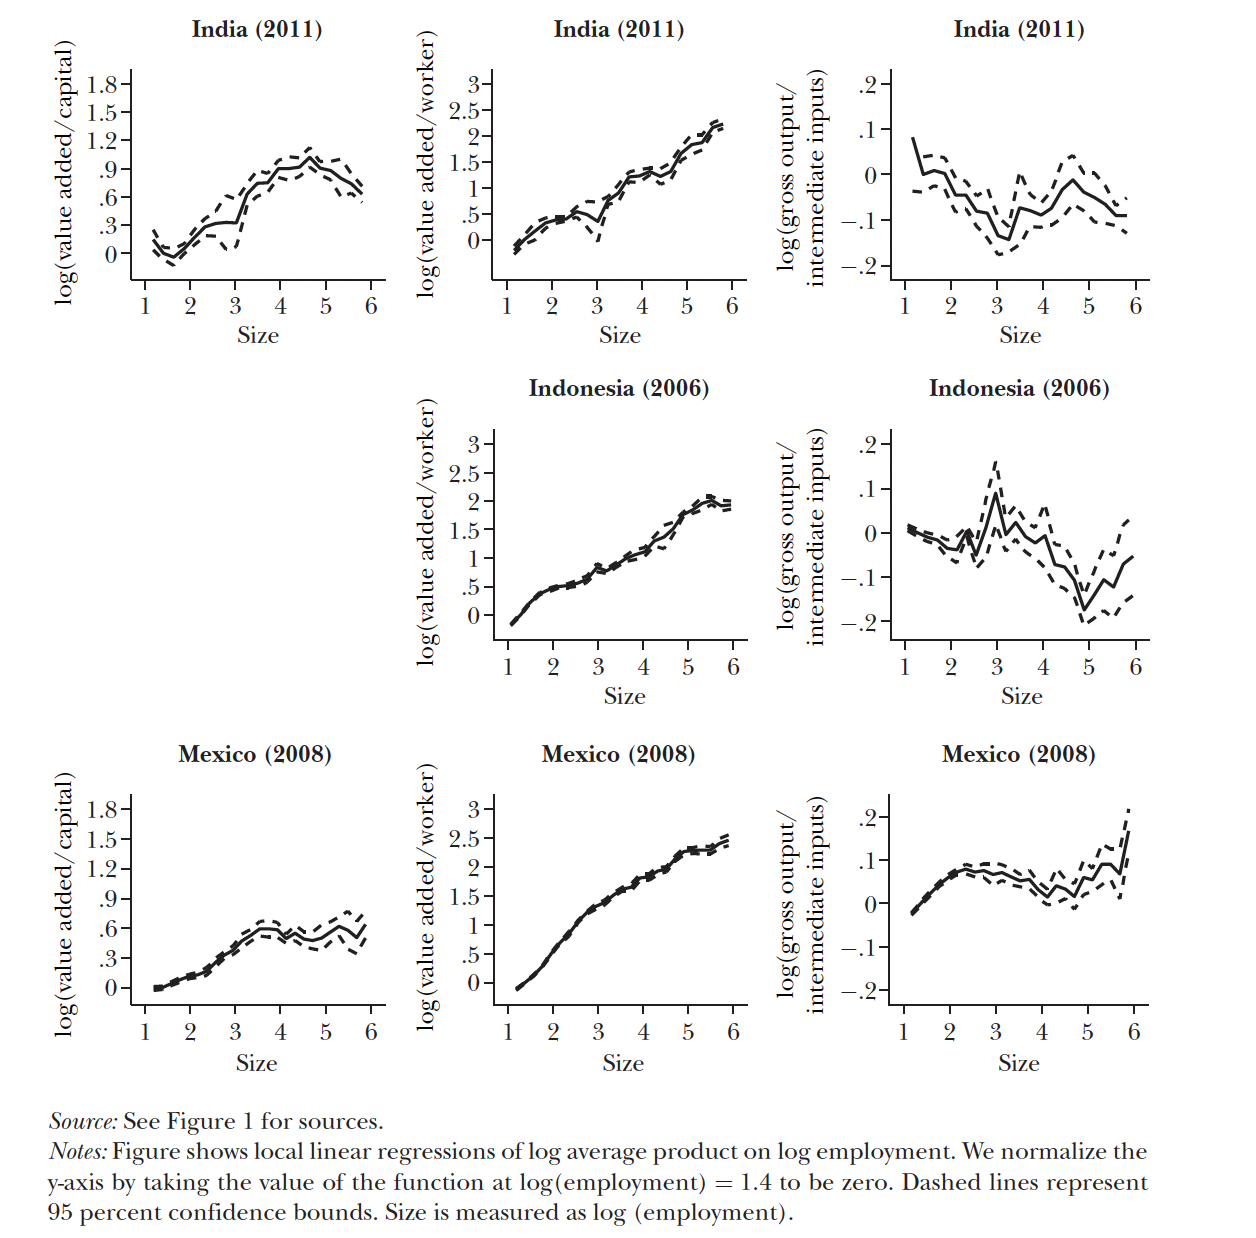 India (2011)
India (2011)
India (2011)
log(value added/capital)
1.8
1.5
1.2
.9
.6
.3
0
1 2 3 4 5 6
Size
log(value added/worker)
3
2.5
2
1.5
1
.5
0
1 2 3 4 5 6
Size
log(gross output/
intermediate inputs)
.2
.1
0
−.1
−.2
1 2 3 4 5 6
Size
Indonesia (2006)
Indonesia (2006)
log(value added/worker)
3
2.5
2
1.5
1
.5
0
1 2 3 4 5 6
Size
log(gross output/
intermediate inputs)
.2
.1
0
−.1
−.2
1 2 3 4 5 6
Size
Mexico (2008)
Mexico (2008)
Mexico (2008)
log(value added/capital)
1.8
1.5
1.2
.9
.6
.3
0
1 2 3 4 5 6
Size
log(value added/worker)
3
2.5
2
1.5
1
.5
0
1 2 3 4 5 6
Size
log(gross output/
intermediate inputs)
.2
.1
0
−.1
−.2
1 2 3 4 5 6
Size
Source: See Figure 1 for sources.
Notes: Figure shows local linear regressions of log average product on log employment. We normalize the
y-axis by taking the value of the function at log(employment) = 1.4 to be zero. Dashed lines represent
95 percent confidence bounds. Size is measured as log (employment).